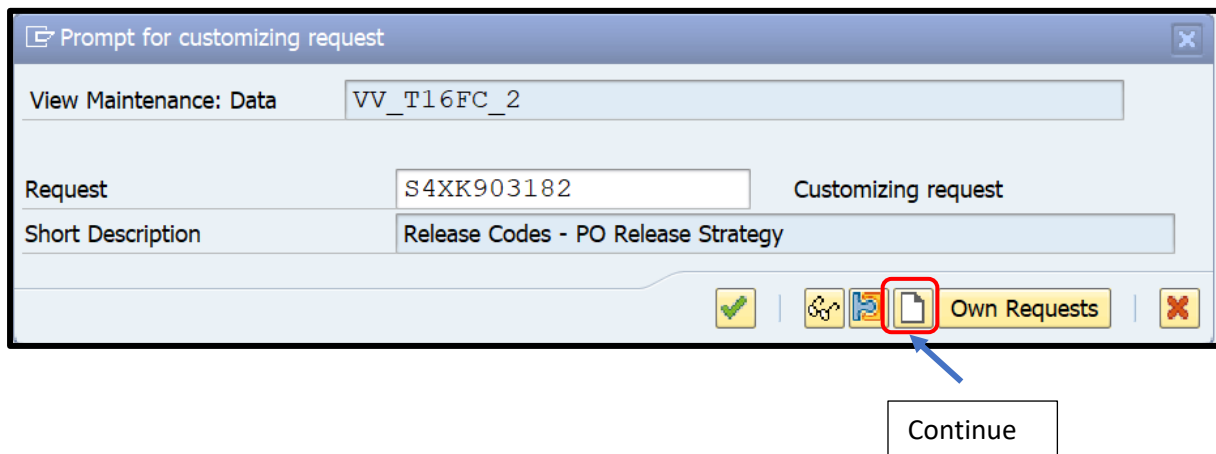 Prompt for customizing request
View Maintenance: Data VV_T16FC_2
Request S4XK903182 Customizing request
Short Description Release Codes - PO Release Strategy
Own Requests
Continue